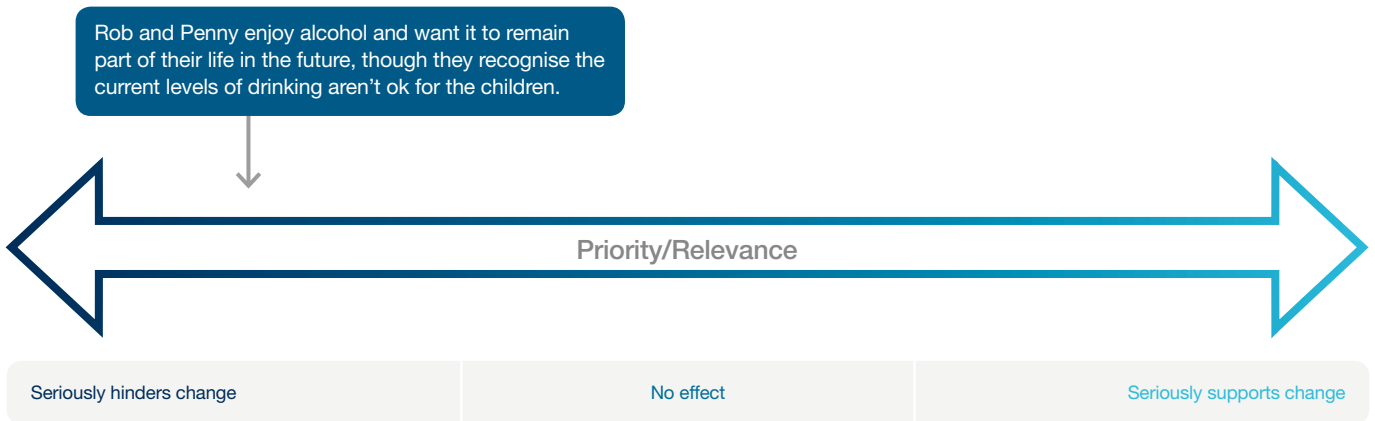 Rob and Penny enjoy alcohol and want it to remain
part of their life in the future, though they recognise the
current levels of drinking aren’t ok for the children.
Priority/Relevance
Seriously hinders change
No effect
Seriously supports change